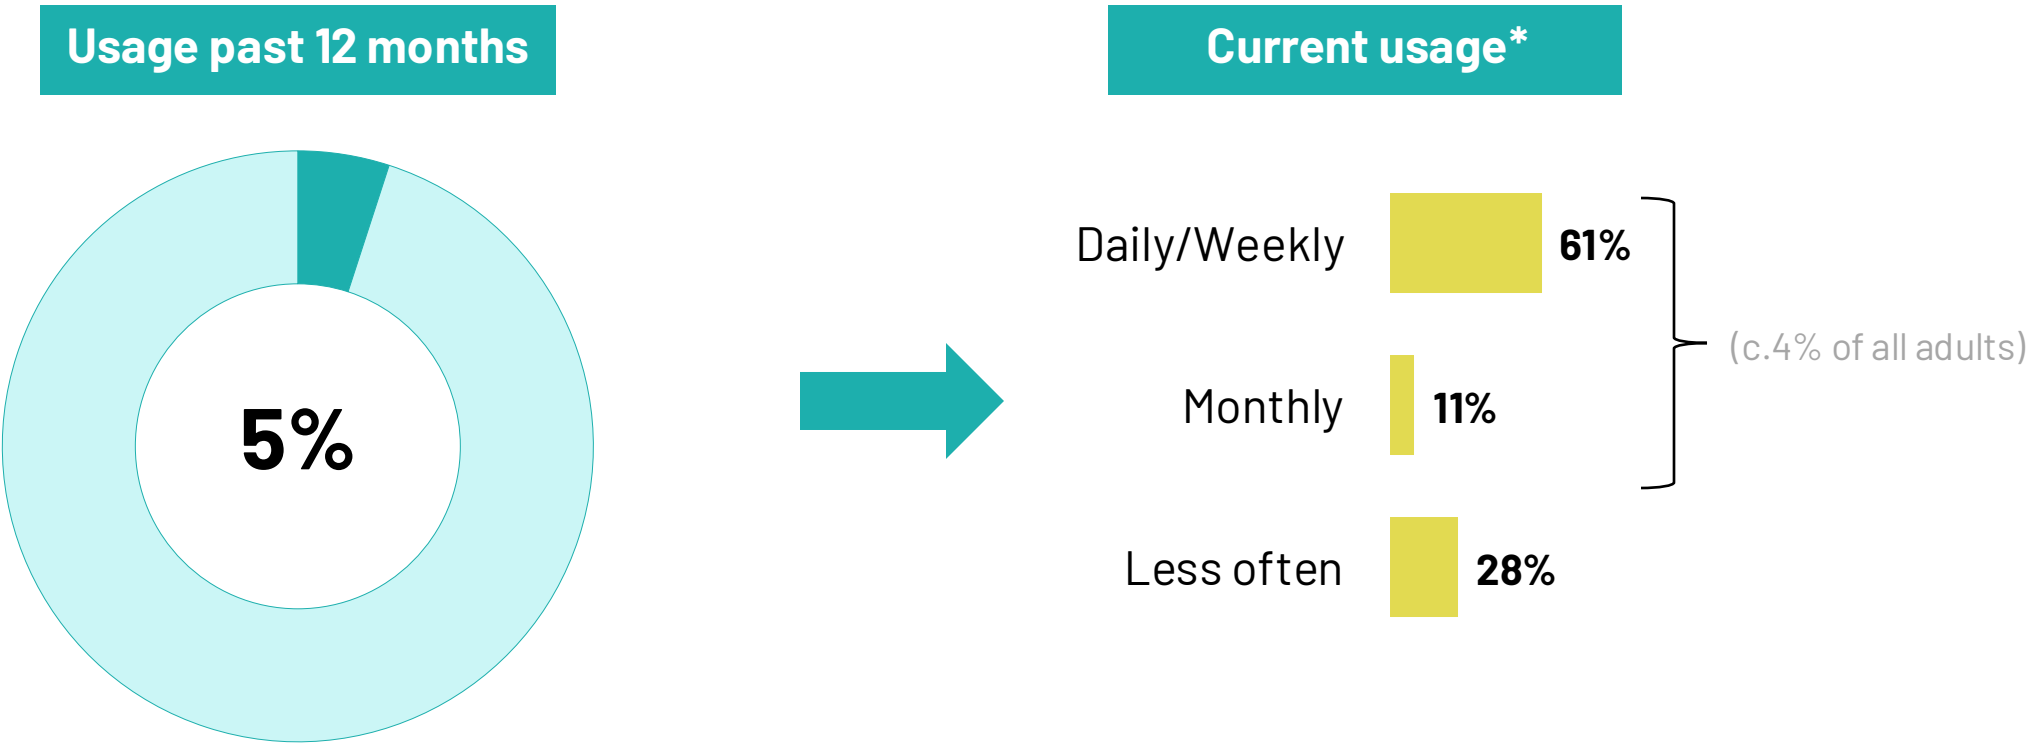 Usage past 12 months
5%
Current usage*
Daily/Weekly 61%
Monthly 11%
Less often 28%
(c.4% of all adults)